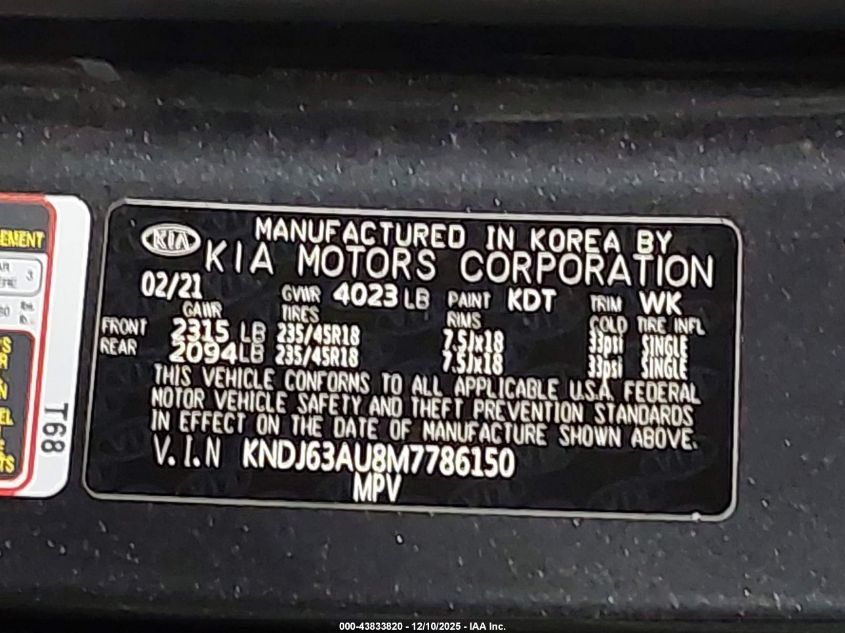 EMENT
3
T68
KIA
MANUFACTURED IN KOREA BY
KIA MOTORS CORPORATION
02/21 GVWR 4023 LB PAINT KDT TRIM WK
GAWR TIRES RIMS COLD TIRE INFL
FRONT 2315 LB 235/45R18 7.5Jx18 33psi SINGLE
REAR 2094LB 235/45R18 7.5Jx18 33psi SINGLE
THIS VEHICLE CONFORMS TO ALL APPLICABLE U.S.A. FEDERAL
MOTOR VEHICLE SAFETY AND THEFT PREVENTION STANDARDS
IN EFFECT ON THE DATE OF MANUFACTURE SHOWN ABOVE.
V.I.N KNDJ63AU8M7786150
MPV
000-43833820 - 12/10/2025 - IAA Inc.